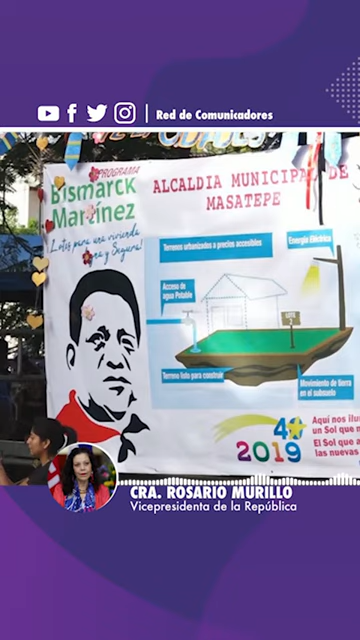 Red de Comunicadores
PROGRAMA
Bismarck
Martínez
Lotes para una vivienda
ALCALDIA MUNICIPAL DE
MASATEPE
y Segura!
Terrenos urbanizados a precios accesibles
Energía Eléctrica
Acceso de
agua Potable
LOTE
Terreno listo para construir
Movimiento de tierra
en el subsuelo
40
2019
Aquí nos ilu
un Sol que n
El Sol que a
las nuevas
CRA. ROSARIO MURILLO
Vicepresidenta de la República